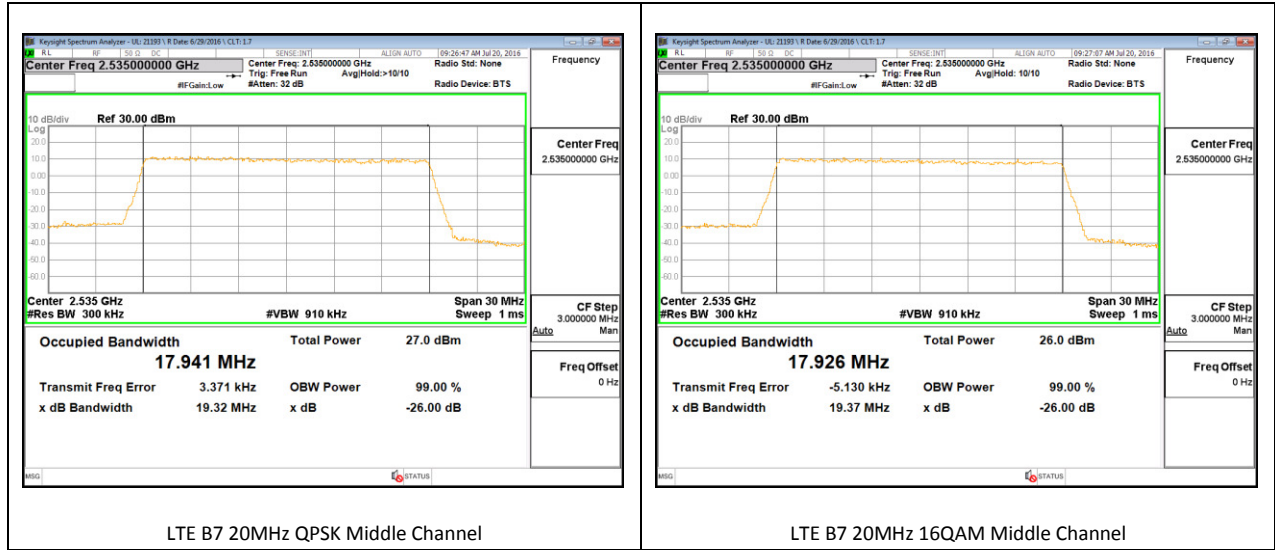 Keysight Spectrum Analyzer - UL: 21193 \ R Date: 6/29/2016 \ CLT: 1.7
RL RF 50 Ω DC SENSE:INT ALIGN AUTO 09:26:47 AM Jul 20, 2016
Center Freq 2.535000000 GHz
Center Freq: 2.535000000 GHz
Radio Std: None
Trig: Free Run Avg|Hold:>10/10
#IFGain:Low #Atten: 32 dB Radio Device: BTS
10 dB/div Ref 30.00 dBm
Log
20.0
10.0
0.00
-10.0
-20.0
-30.0
-40.0
-50.0
-60.0
Center 2.535 GHz Span 30 MHz
#Res BW 300 kHz #VBW 910 kHz Sweep 1 ms
Occupied Bandwidth Total Power 27.0 dBm
17.941 MHz
Transmit Freq Error 3.371 kHz OBW Power 99.00 %
x dB Bandwidth 19.32 MHz x dB -26.00 dB
MSG STATUS
Frequency
Center Freq
2.535000000 GHz
CF Step
3.000000 MHz
Auto Man
Freq Offset
0 Hz
LTE B7 20MHz QPSK Middle Channel
Keysight Spectrum Analyzer - UL: 21193 \ R Date: 6/29/2016 \ CLT: 1.7
RL RF 50 Ω DC SENSE:INT ALIGN AUTO 09:27:07 AM Jul 20, 2016
Center Freq 2.535000000 GHz
Center Freq: 2.535000000 GHz
Radio Std: None
Trig: Free Run Avg|Hold: 10/10
#IFGain:Low #Atten: 32 dB Radio Device: BTS
10 dB/div Ref 30.00 dBm
Log
20.0
10.0
0.00
-10.0
-20.0
-30.0
-40.0
-50.0
-60.0
Center 2.535 GHz Span 30 MHz
#Res BW 300 kHz #VBW 910 kHz Sweep 1 ms
Occupied Bandwidth Total Power 26.0 dBm
17.926 MHz
Transmit Freq Error -5.130 kHz OBW Power 99.00 %
x dB Bandwidth 19.37 MHz x dB -26.00 dB
MSG STATUS
Frequency
Center Freq
2.535000000 GHz
CF Step
3.000000 MHz
Auto Man
Freq Offset
0 Hz
LTE B7 20MHz 16QAM Middle Channel